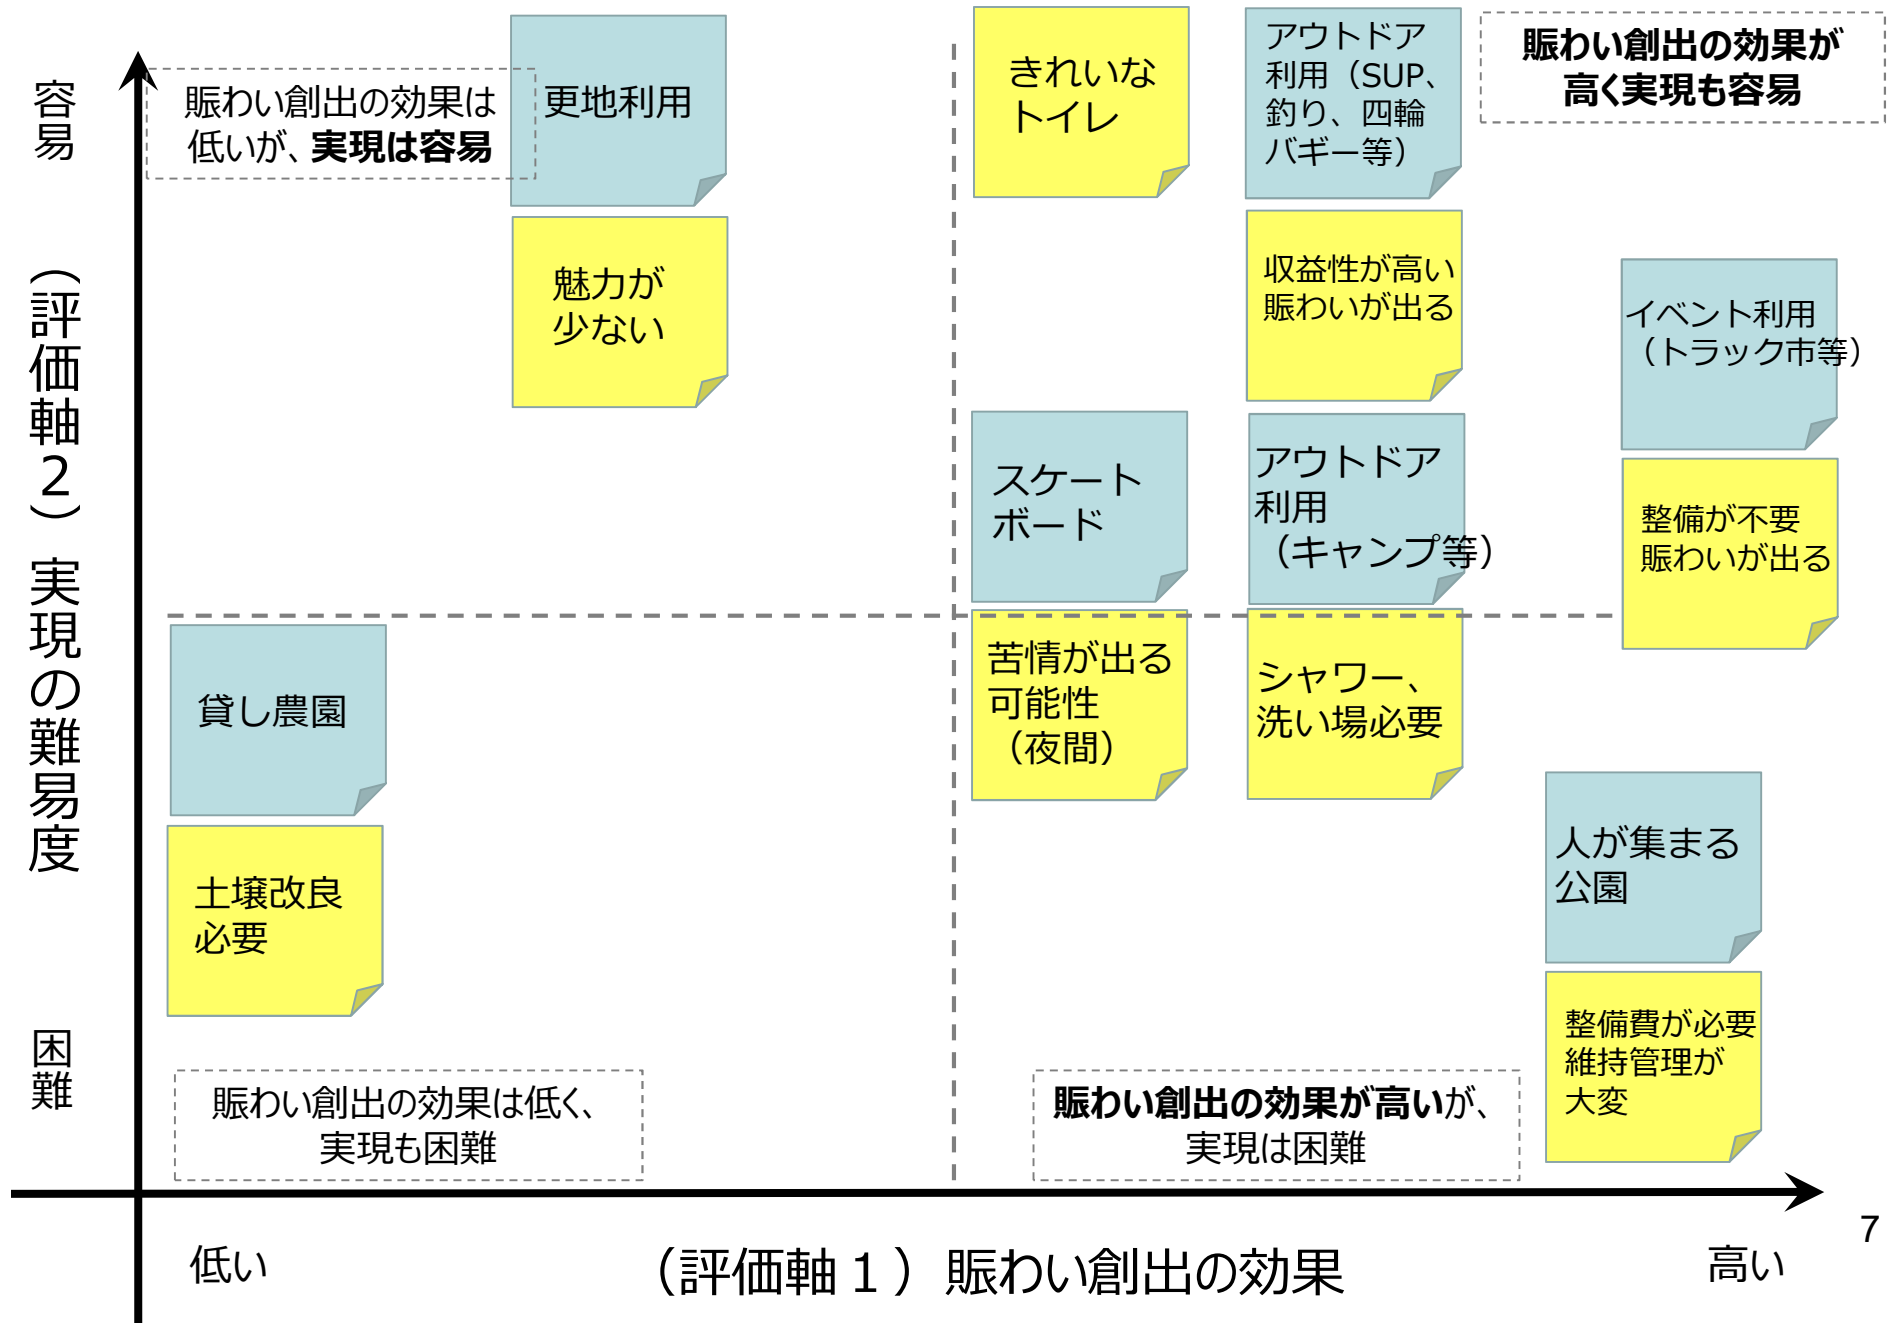 容易
（評価軸２）実現の難易度
困難
賑わい創出の効果は
低いが、実現は容易
更地利用
魅力が
少ない
きれいな
トイレ
アウトドア
利用（SUP、
釣り、四輪
バギー等）
収益性が高い
賑わいが出る
賑わい創出の効果が
高く実現も容易
イベント利用
（トラック市等）
整備が不要
賑わいが出る
スケート
ボード
苦情が出る
可能性
（夜間）
アウトドア
利用
（キャンプ等）
シャワー、
洗い場必要
貸し農園
土壌改良
必要
人が集まる
公園
整備費が必要
維持管理が
大変
賑わい創出の効果は低く、
実現も困難
賑わい創出の効果が高いが、
実現は困難
低い
（評価軸１）賑わい創出の効果
高い
7